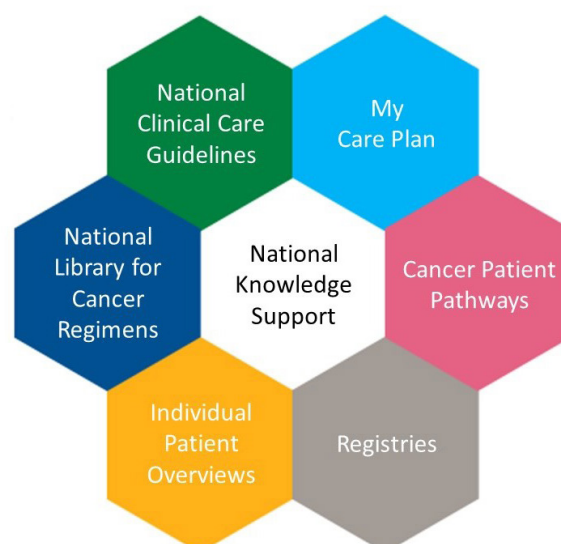 National
Clinical Care
Guidelines
My
Care Plan
National
Library for
Cancer
Regimens
National
Knowledge
Support
Cancer Patient
Pathways
Individual
Patient
Overviews
Registries